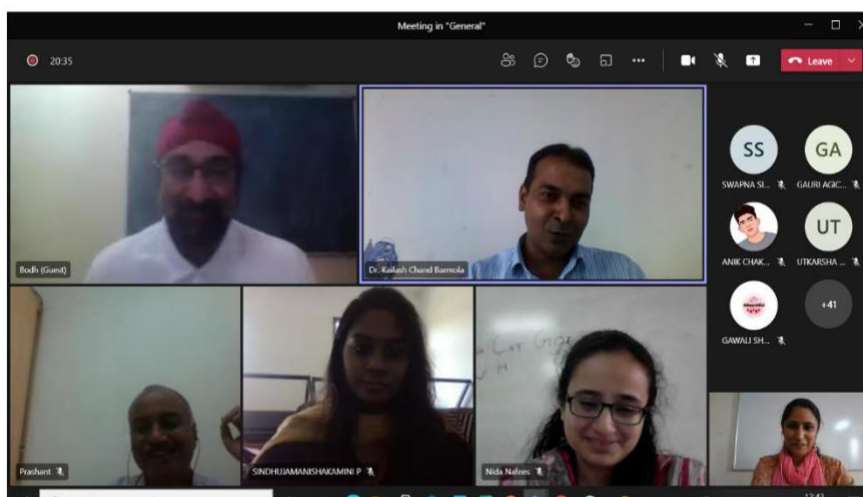 Meeting in "General"
20:35
Leave
Bodh (Guest)
Dr. Kailash Chand Barmola
SS
GA
SWAPNA SI...
GAURI AGIC...
UT
ANIK CHAK...
UTKARSHA ...
+41
GAWALI SH...
Prashant
SINDHUJAMANISHAKAMINI P
Nida Nafees